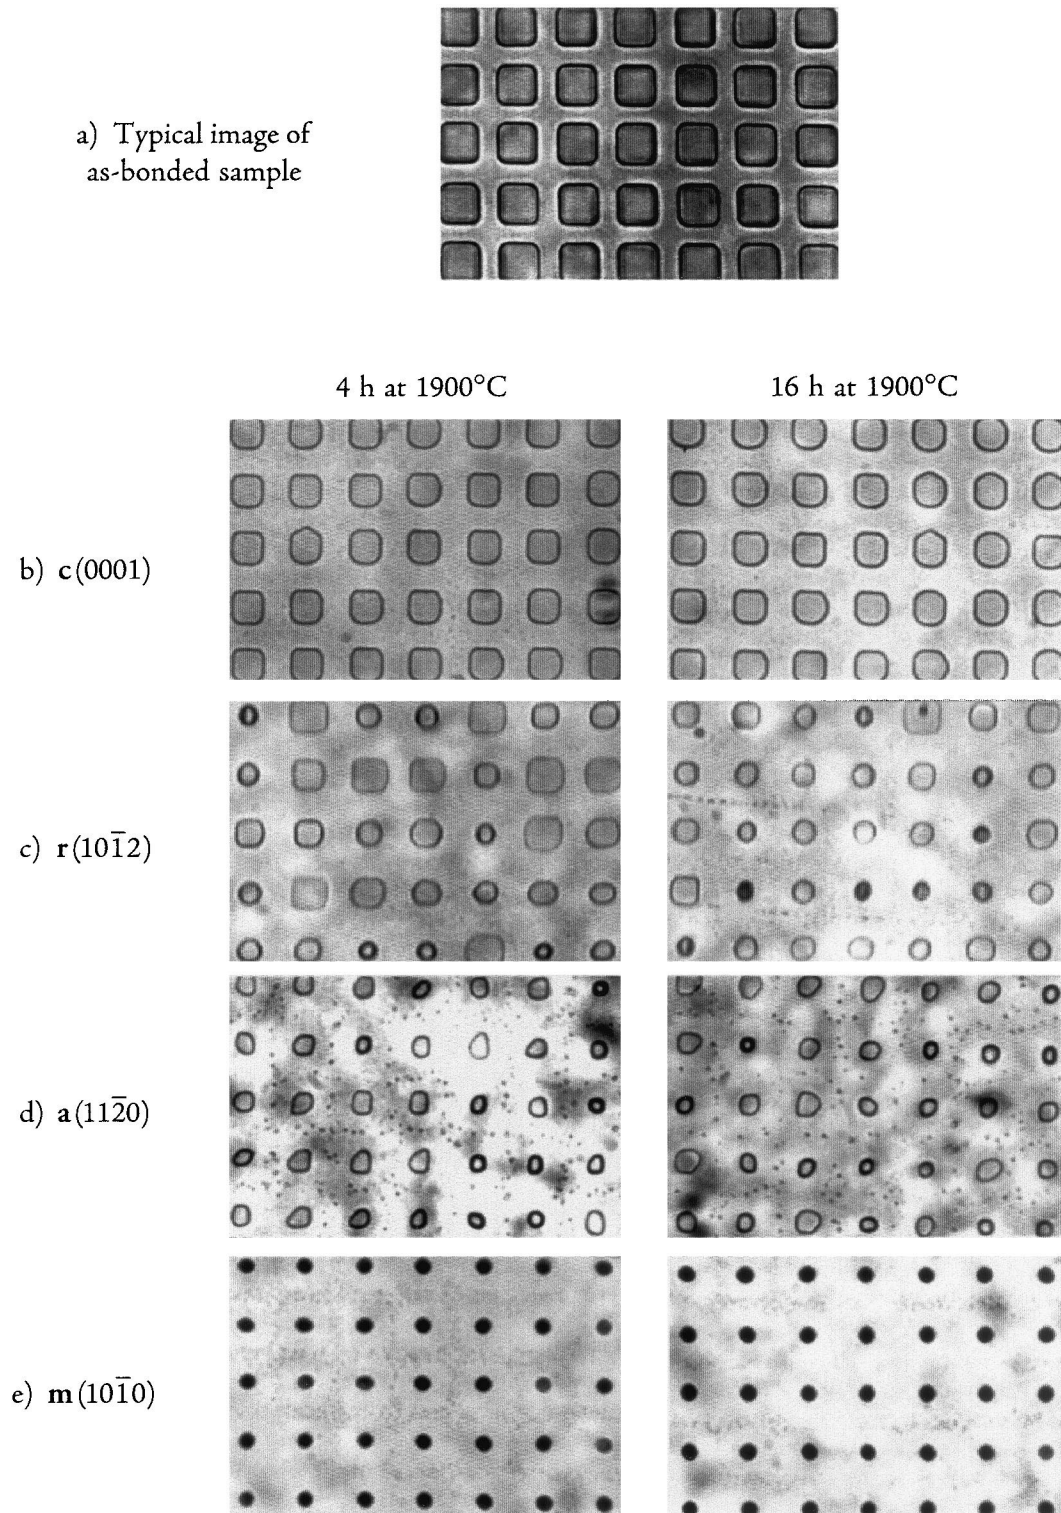 a) Typical image of
as-bonded sample
4 h at 1900°C
16 h at 1900°C
b) c(0001)
c) r(101̅2)
d) a(112̅0)
e) m(101̅0)